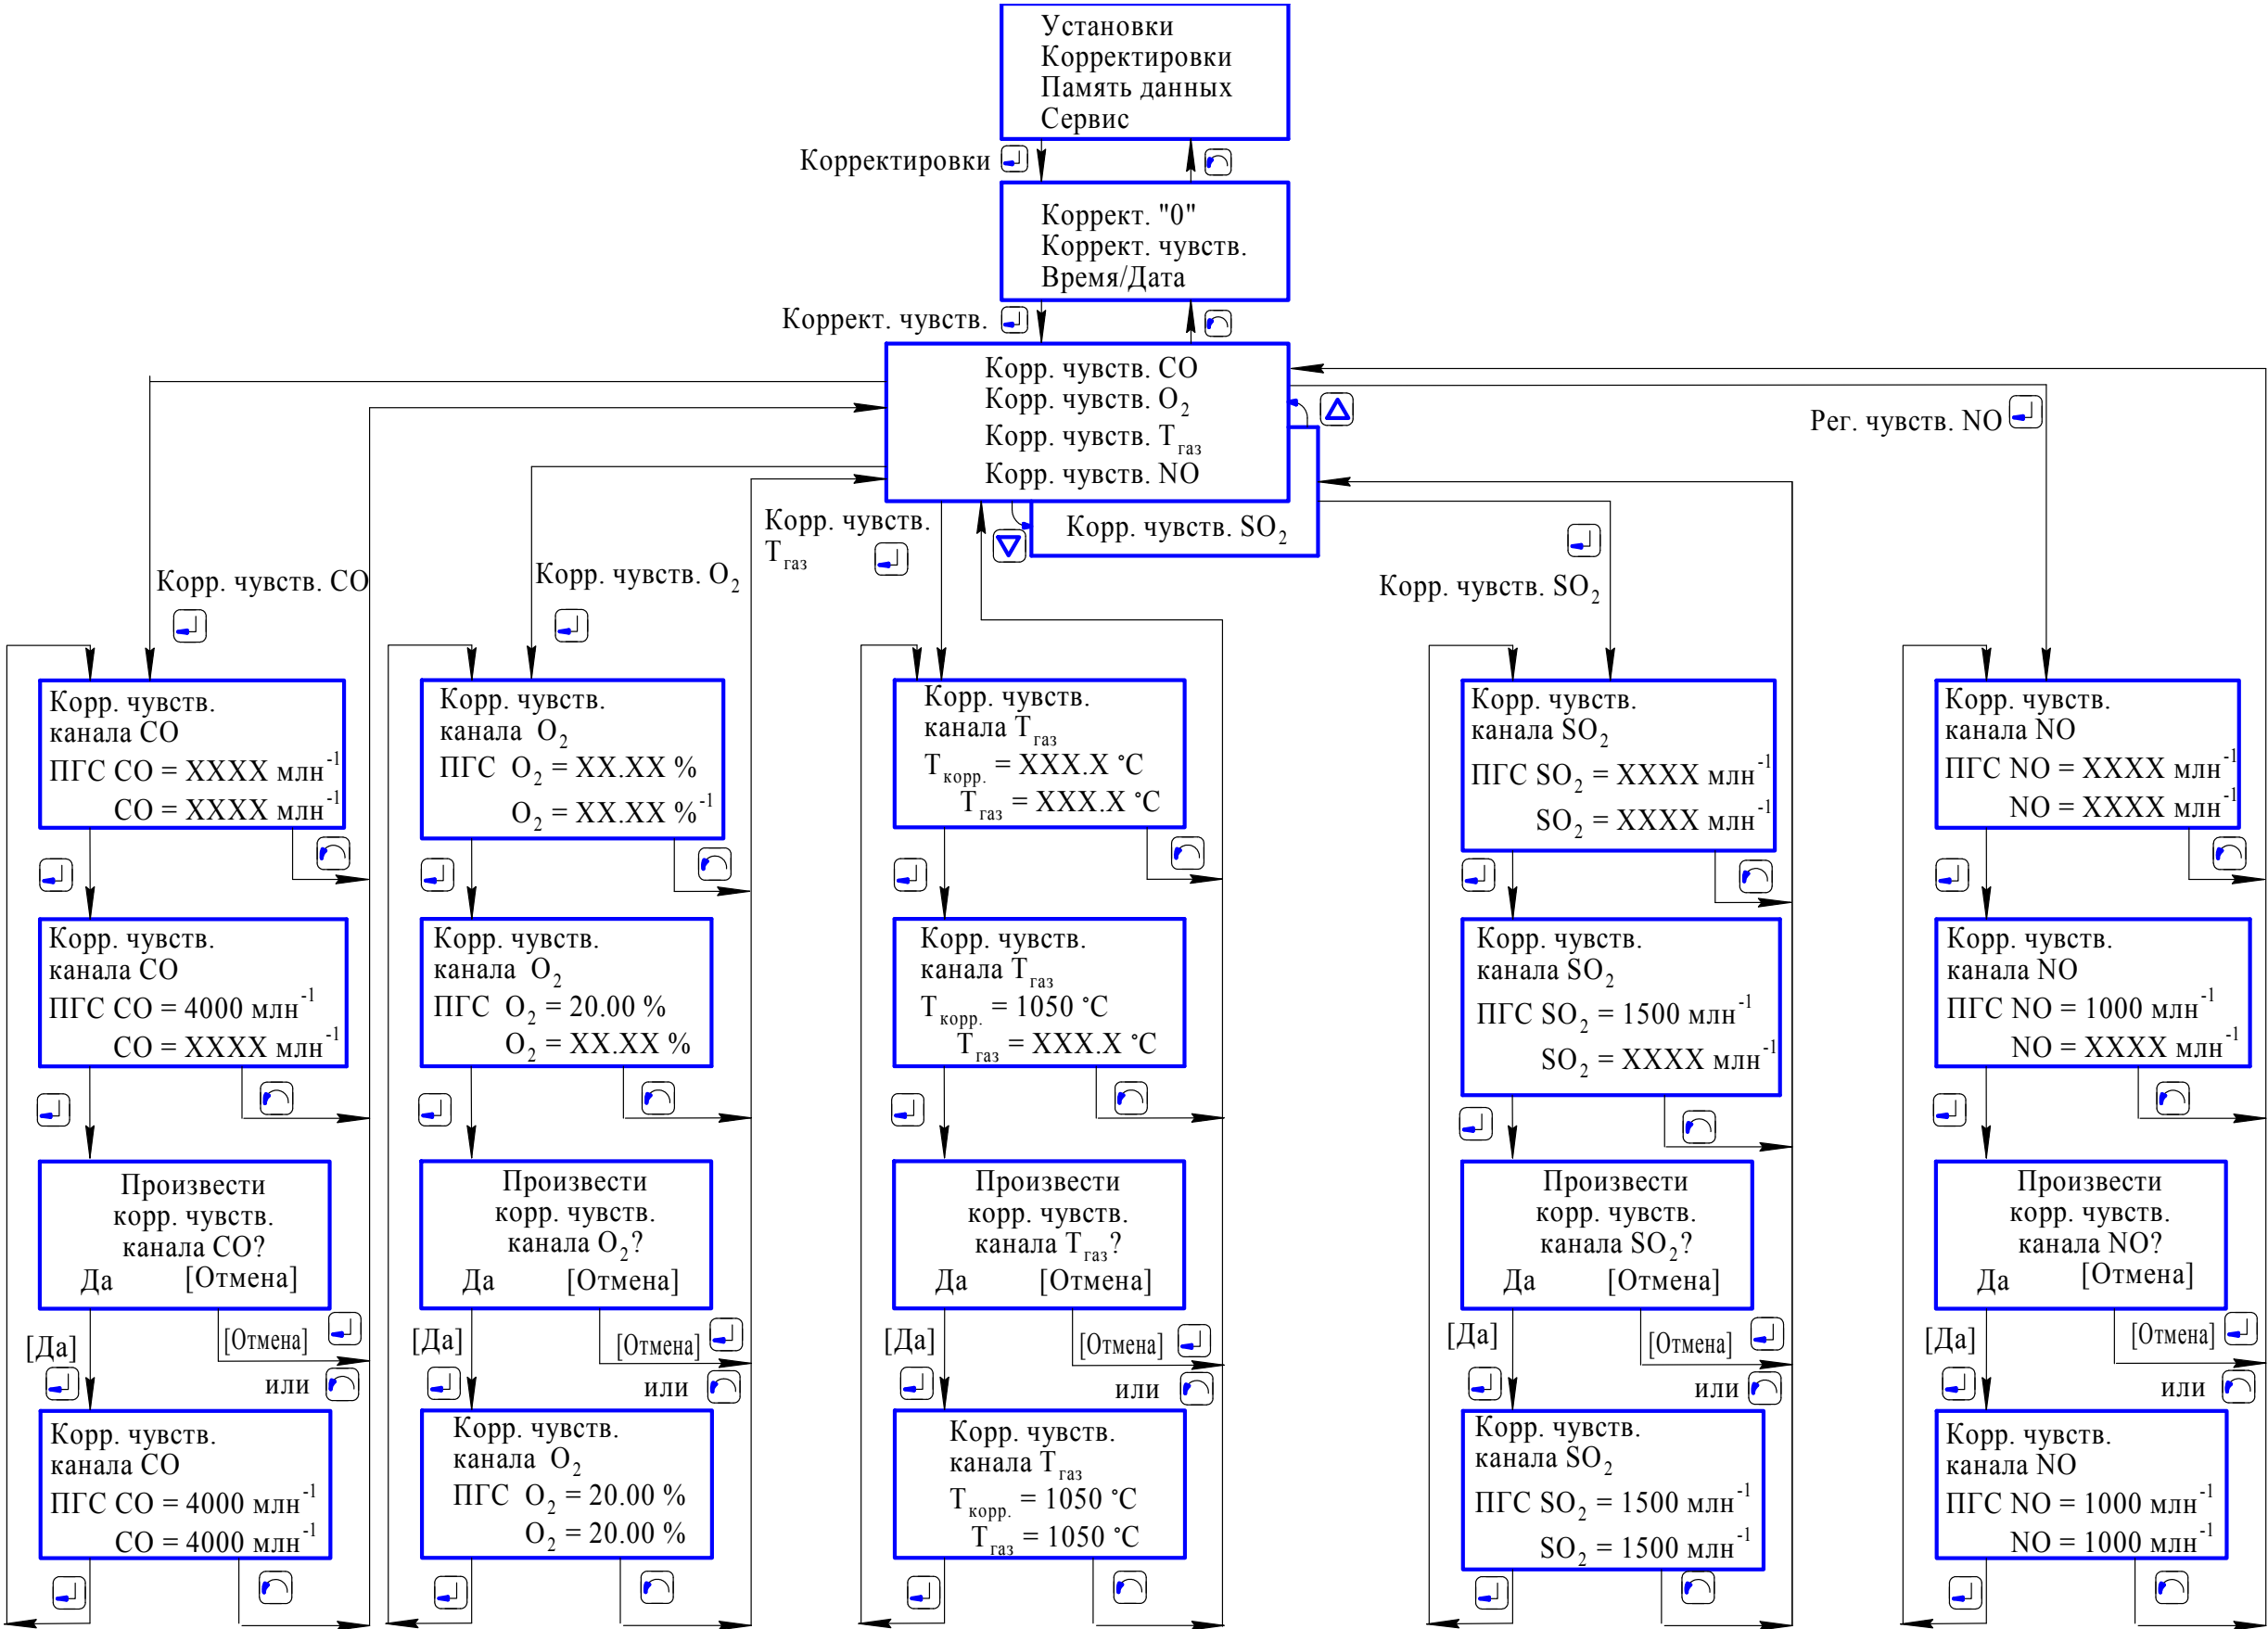 Установки
Корректировки
Память данных
Сервис
Корректировки
Коррект. "0"
Коррект. чувств.
Время/Дата
Коррект. чувств.
Корр. чувств. CO
Корр. чувств. O₂
Корр. чувств. Tгаз
Корр. чувств. NO
Корр. чувств. SO₂
Корр. чувств. CO
Корр. чувств. O₂
Корр. чувств.
Tгаз
Корр. чувств. SO₂
Рег. чувств. NO
Корр. чувств.
канала CO
ПГС CO = XXXX млн⁻¹
CO = XXXX млн⁻¹
Корр. чувств.
канала CO
ПГС CO = 4000 млн⁻¹
CO = XXXX млн⁻¹
Произвести
корр. чувств.
канала CO?
Да [Отмена]
[Да]
[Отмена]
или
Корр. чувств.
канала CO
ПГС CO = 4000 млн⁻¹
CO = 4000 млн⁻¹
Корр. чувств.
канала O₂
ПГС O₂ = XX.XX %
O₂ = XX.XX %⁻¹
Корр. чувств.
канала O₂
ПГС O₂ = 20.00 %
O₂ = XX.XX %
Произвести
корр. чувств.
канала O₂?
Да [Отмена]
[Да]
[Отмена]
или
Корр. чувств.
канала O₂
ПГС O₂ = 20.00 %
O₂ = 20.00 %
Корр. чувств.
канала Tгаз
Tкорр. = XXX.X °C
Tгаз = XXX.X °C
Корр. чувств.
канала Tгаз
Tкорр. = 1050 °C
Tгаз = XXX.X °C
Произвести
корр. чувств.
канала Tгаз?
Да [Отмена]
[Да]
[Отмена]
или
Корр. чувств.
канала Tгаз
Tкорр. = 1050 °C
Tгаз = 1050 °C
Корр. чувств.
канала SO₂
ПГС SO₂ = XXXX млн⁻¹
SO₂ = XXXX млн⁻¹
Корр. чувств.
канала SO₂
ПГС SO₂ = 1500 млн⁻¹
SO₂ = XXXX млн⁻¹
Произвести
корр. чувств.
канала SO₂?
Да [Отмена]
[Да]
[Отмена]
или
Корр. чувств.
канала SO₂
ПГС SO₂ = 1500 млн⁻¹
SO₂ = 1500 млн⁻¹
Корр. чувств.
канала NO
ПГС NO = XXXX млн⁻¹
NO = XXXX млн⁻¹
Корр. чувств.
канала NO
ПГС NO = 1000 млн⁻¹
NO = XXXX млн⁻¹
Произвести
корр. чувств.
канала NO?
Да [Отмена]
[Да]
[Отмена]
или
Корр. чувств.
канала NO
ПГС NO = 1000 млн⁻¹
NO = 1000 млн⁻¹